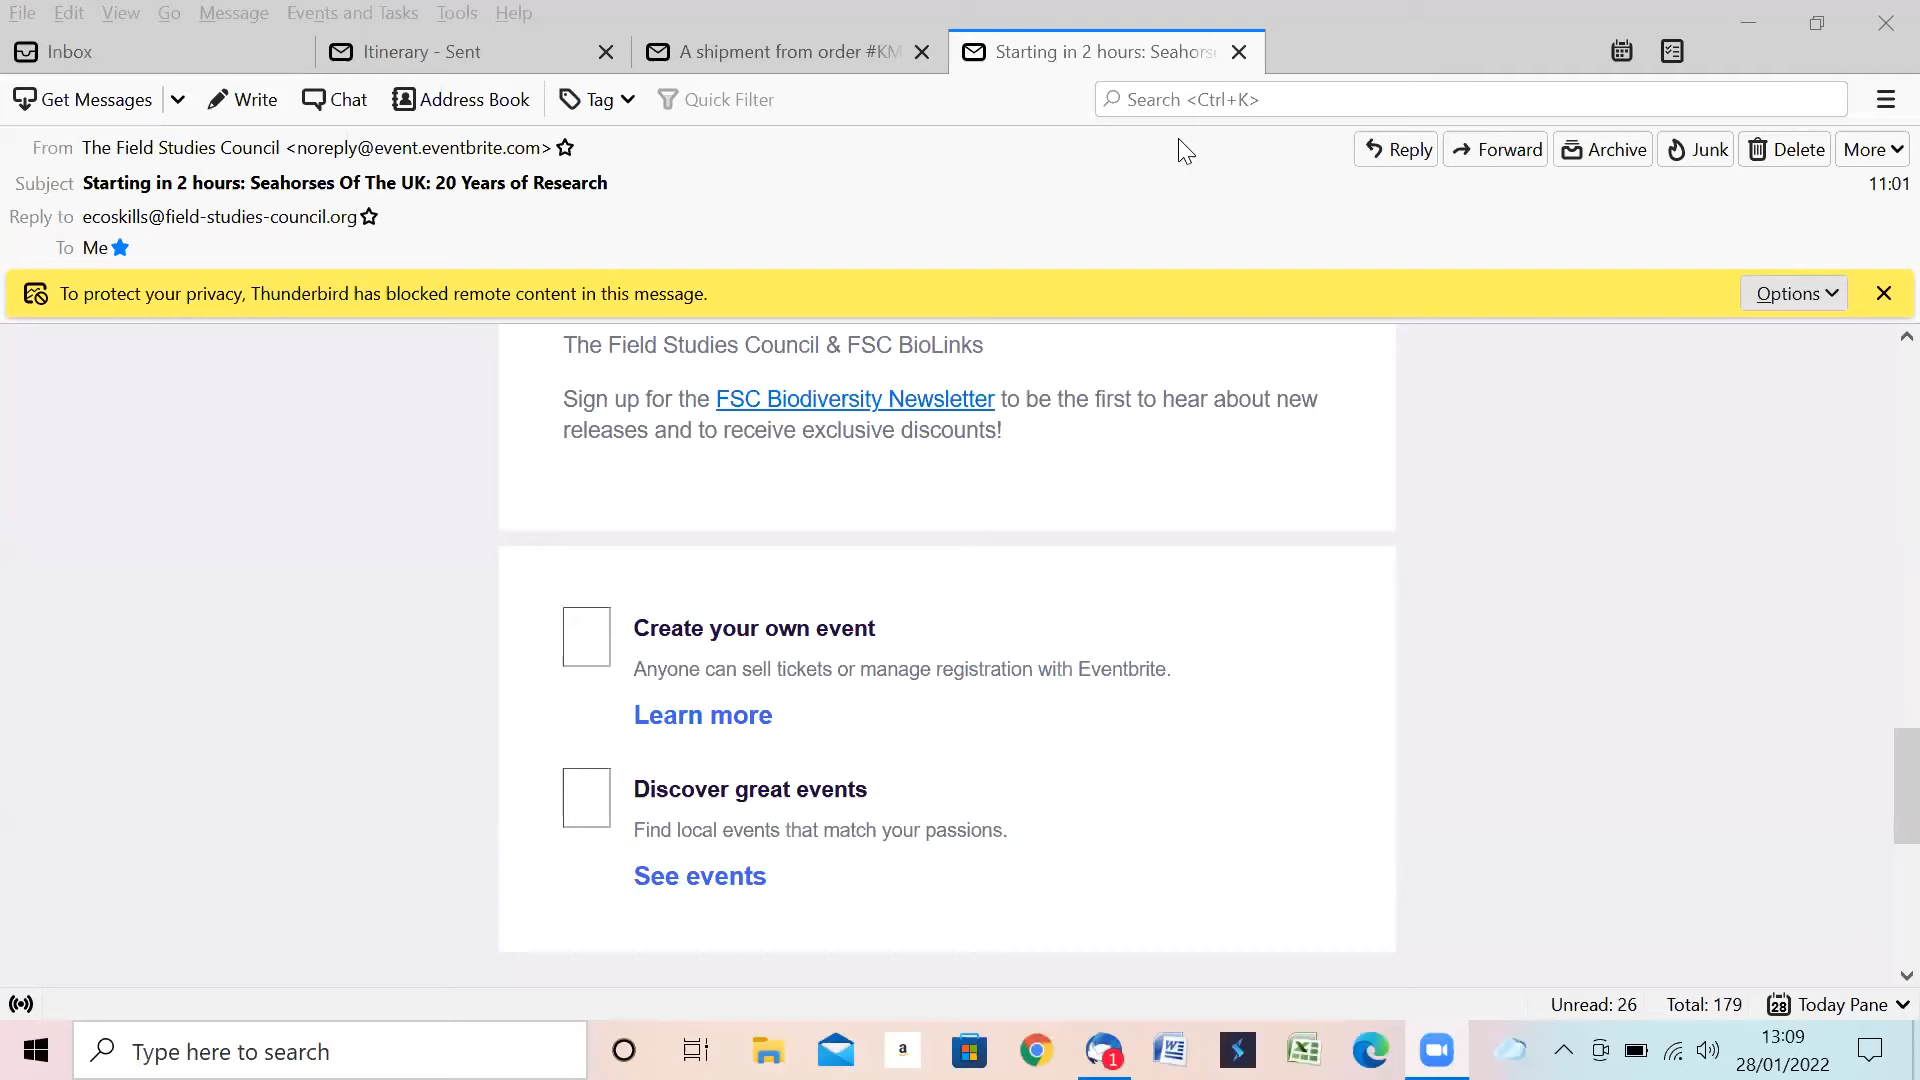 File Edit View Go Message Events and Tasks Tools Help
Inbox
Itinerary - Sent
A shipment from order #KM
Starting in 2 hours: Seahors
Get Messages
Write
Chat
Address Book
Tag
Quick Filter
Search <Ctrl+K>
From The Field Studies Council <noreply@event.eventbrite.com>
Reply
Forward
Archive
Junk
Delete
More
Subject Starting in 2 hours: Seahorses Of The UK: 20 Years of Research
11:01
Reply to ecoskills@field-studies-council.org
To Me
To protect your privacy, Thunderbird has blocked remote content in this message.
Options
The Field Studies Council & FSC BioLinks
Sign up for the FSC Biodiversity Newsletter to be the first to hear about new
releases and to receive exclusive discounts!
Create your own event
Anyone can sell tickets or manage registration with Eventbrite.
Learn more
Discover great events
Find local events that match your passions.
See events
Unread: 26
Total: 179
28
Today Pane
Type here to search
a
1
13:09
28/01/2022